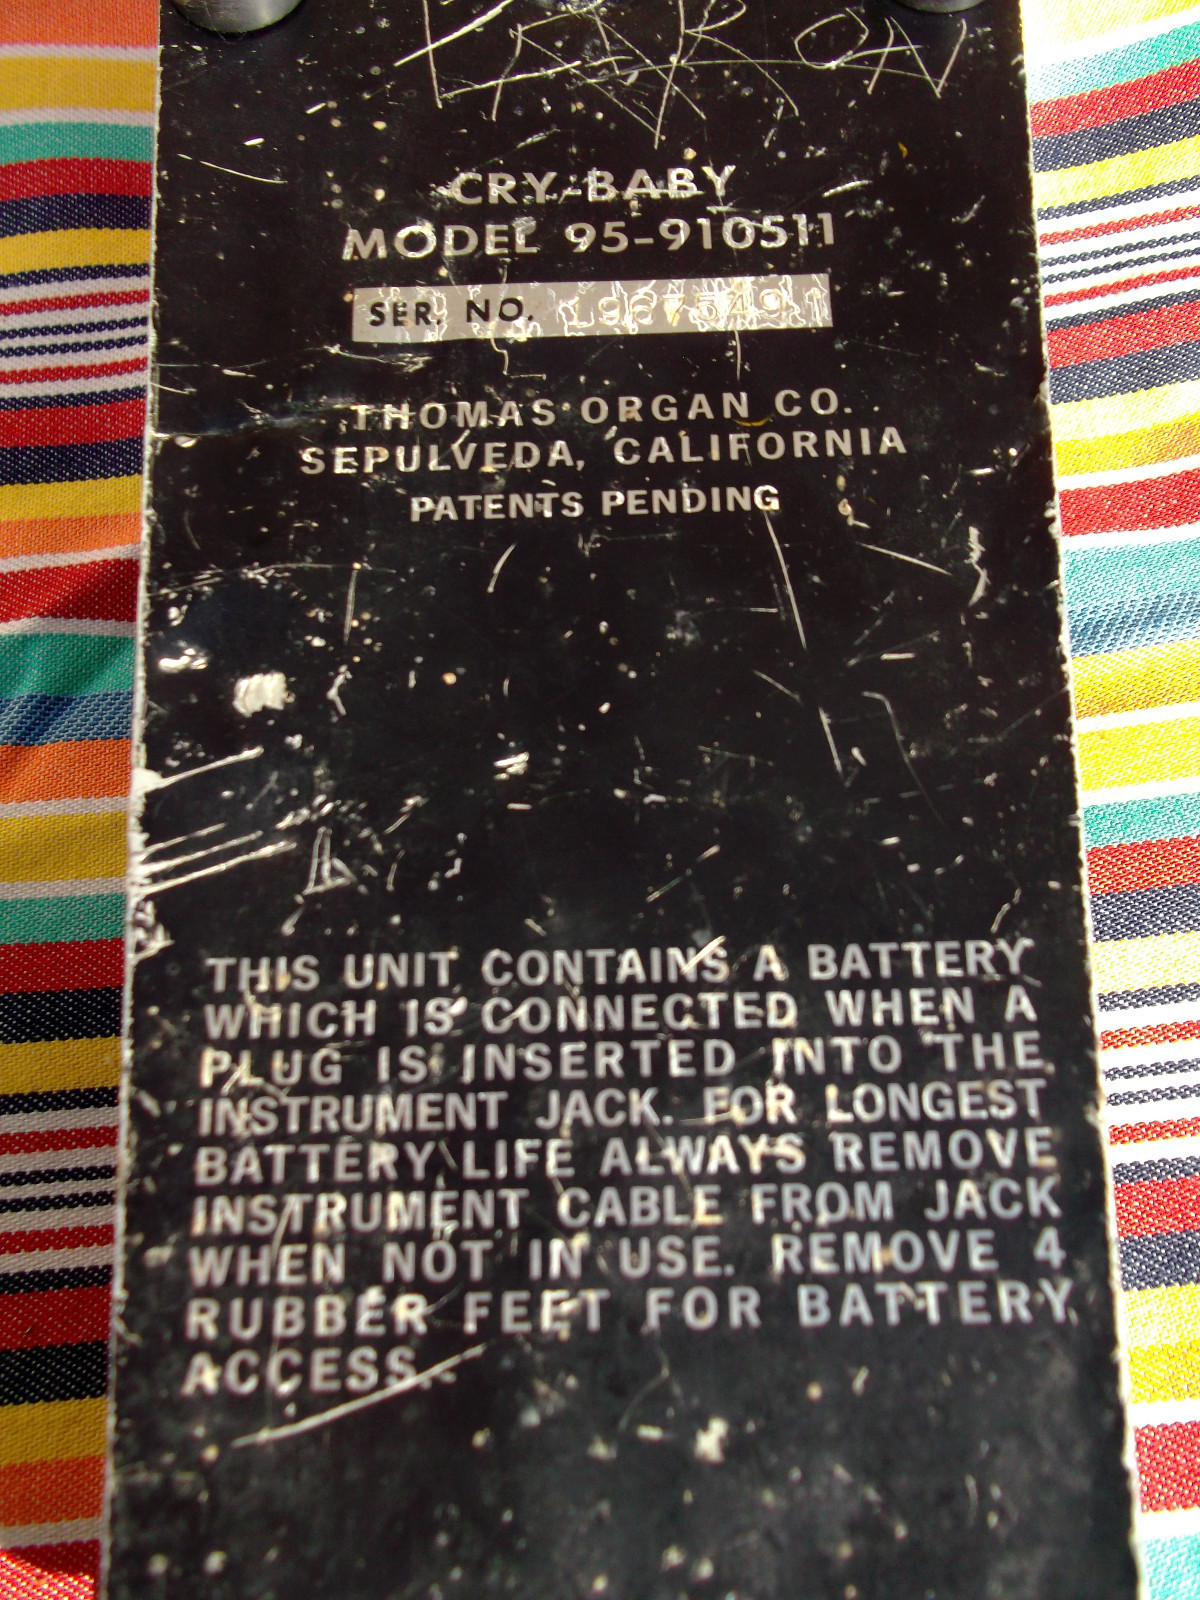 CRY-BABY
MODEL 95-910511
SER. NO.
THOMAS ORGAN CO.
SEPULVEDA, CALIFORNIA
PATENTS PENDING
THIS UNIT CONTAINS A BATTERY
WHICH IS CONNECTED WHEN A
PLUG IS INSERTED INTO THE
INSTRUMENT JACK. FOR LONGEST
BATTERY LIFE ALWAYS REMOVE
INSTRUMENT CABLE FROM JACK
WHEN NOT IN USE. REMOVE 4
RUBBER FEET FOR BATTERY
ACCESS.